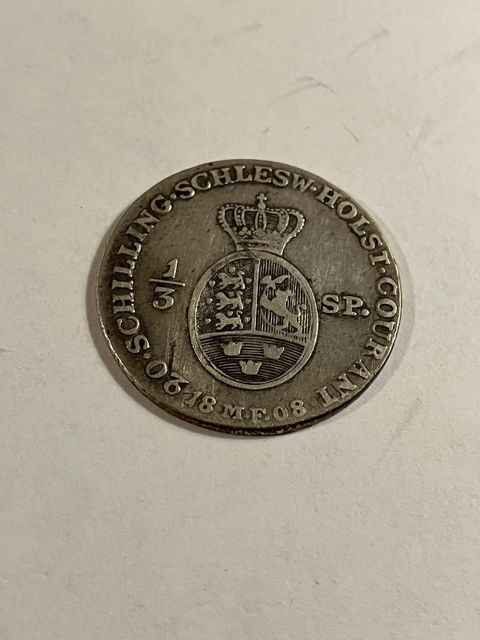 20·SCHILLING·SCHLESW·HOLST·COURANT
1/3 SP.
18 M.F. 08